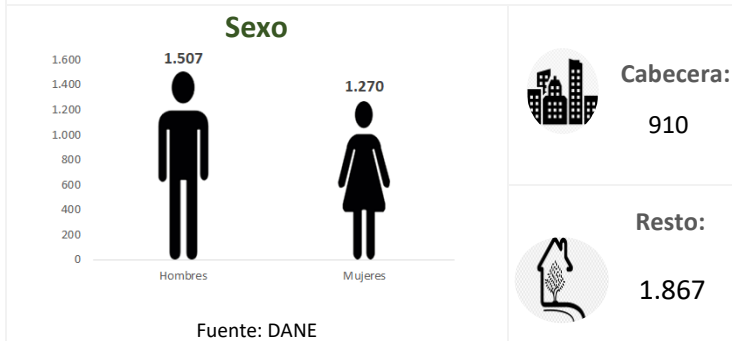 Sexo
1.600
1.400
1.200
1.000
800
600
400
200
0
1.507
1.270
Hombres
Mujeres
Fuente: DANE
Cabecera:
910
Resto:
1.867